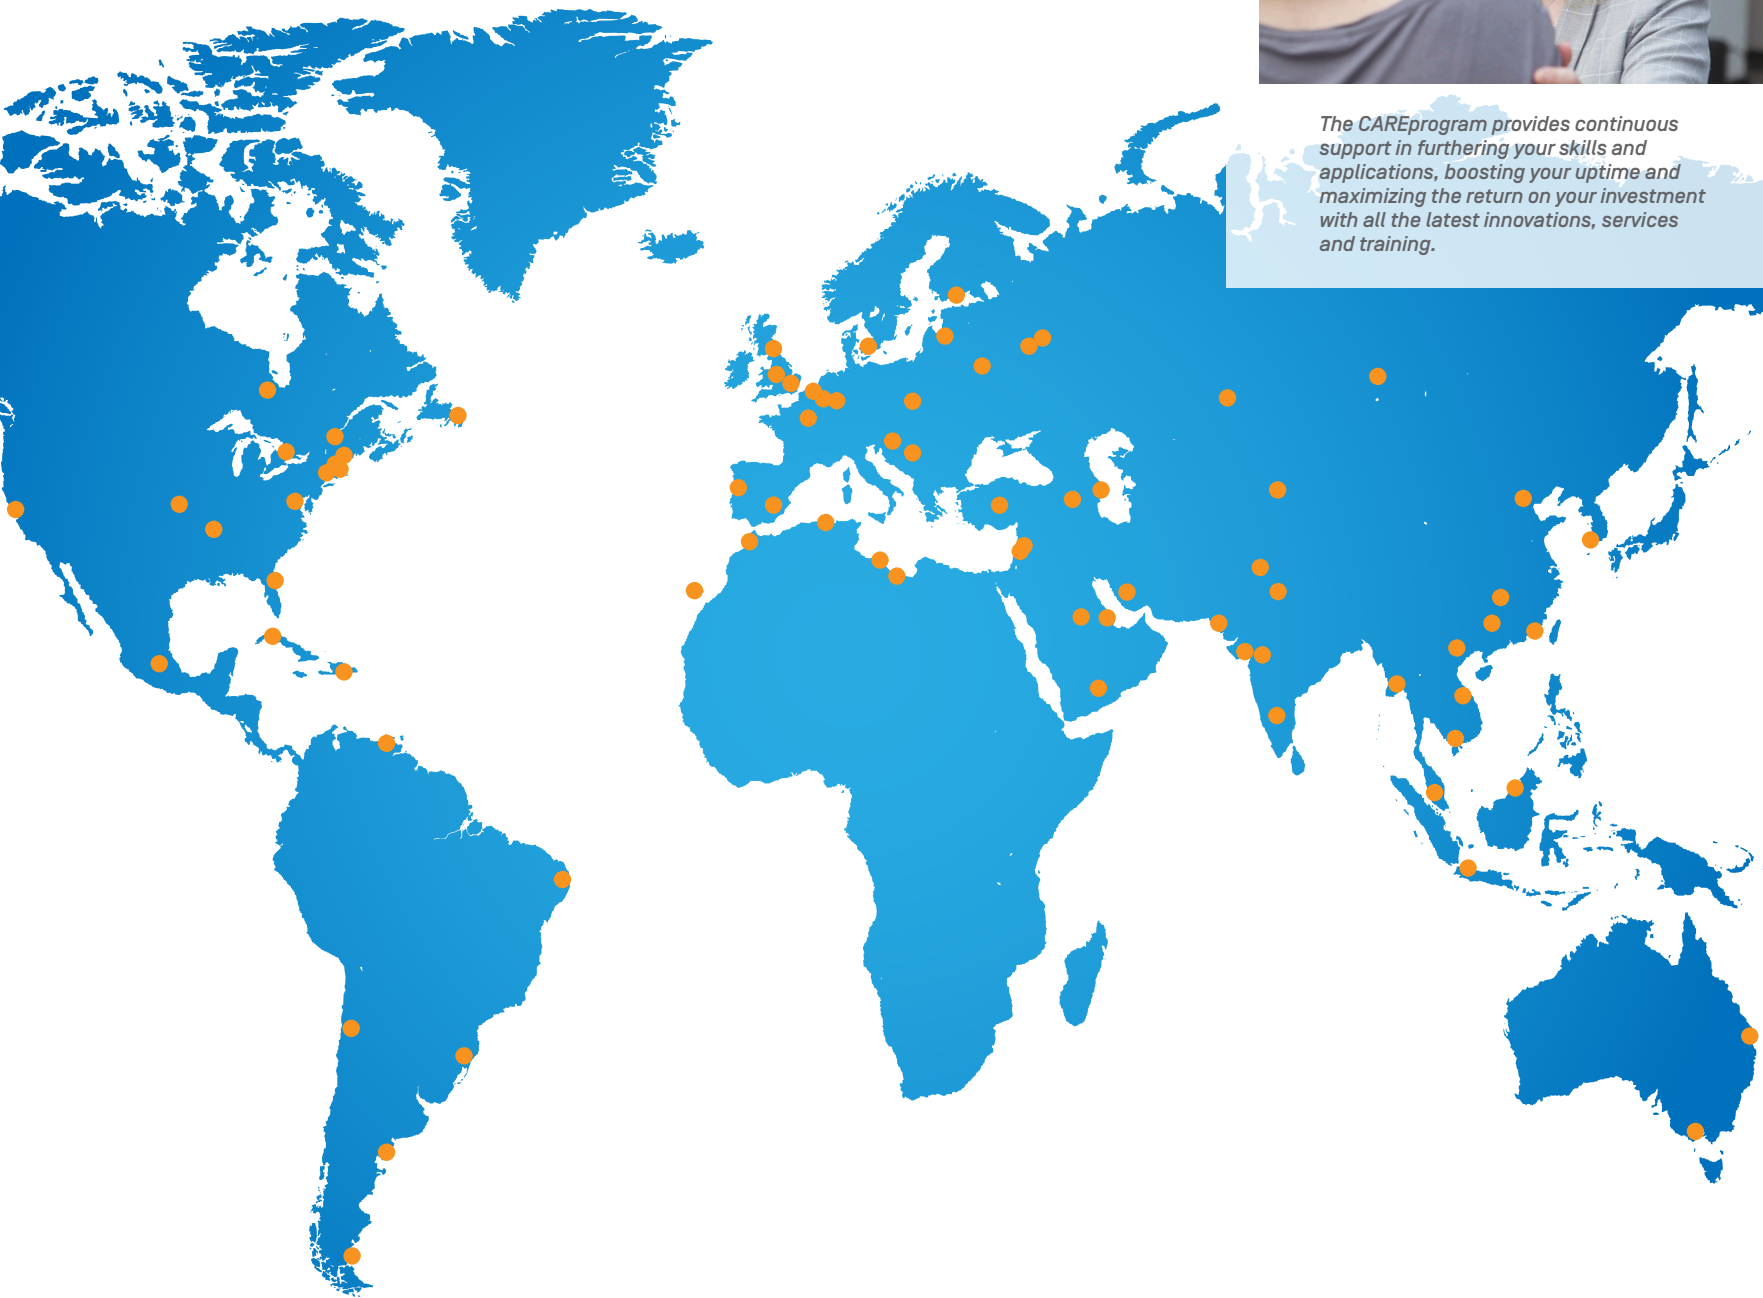 The CAREprogram provides continuous
support in furthering your skills and
applications, boosting your uptime and
maximizing the return on your investment
with all the latest innovations, services
and training.